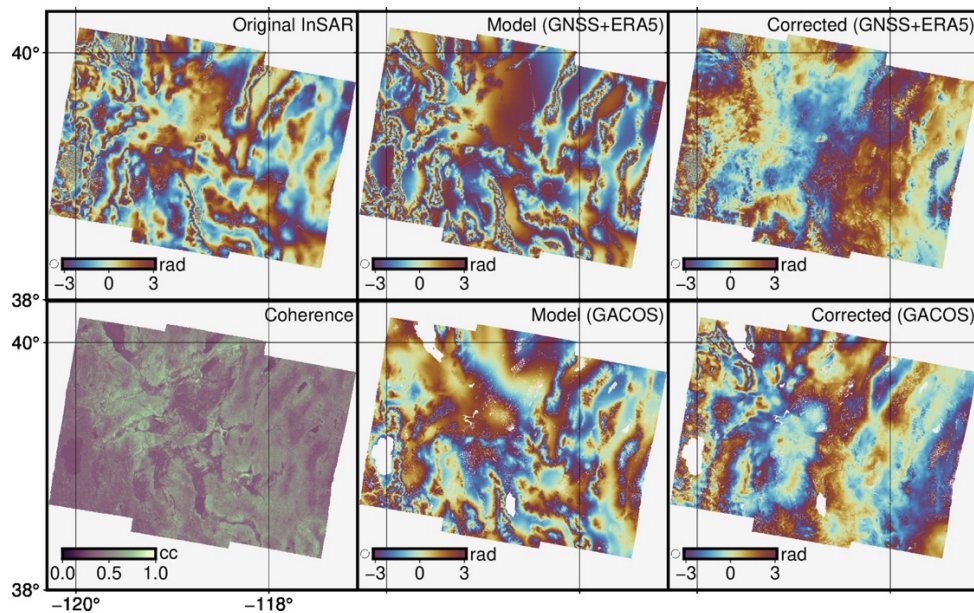 Original InSAR
Model (GNSS+ERA5)
Corrected (GNSS+ERA5)
40°
rad
−3 0 3
rad
−3 0 3
rad
−3 0 3
38°
Coherence
Model (GACOS)
Corrected (GACOS)
40°
cc
0.0 0.5 1.0
rad
−3 0 3
rad
−3 0 3
38°
−120° −118°